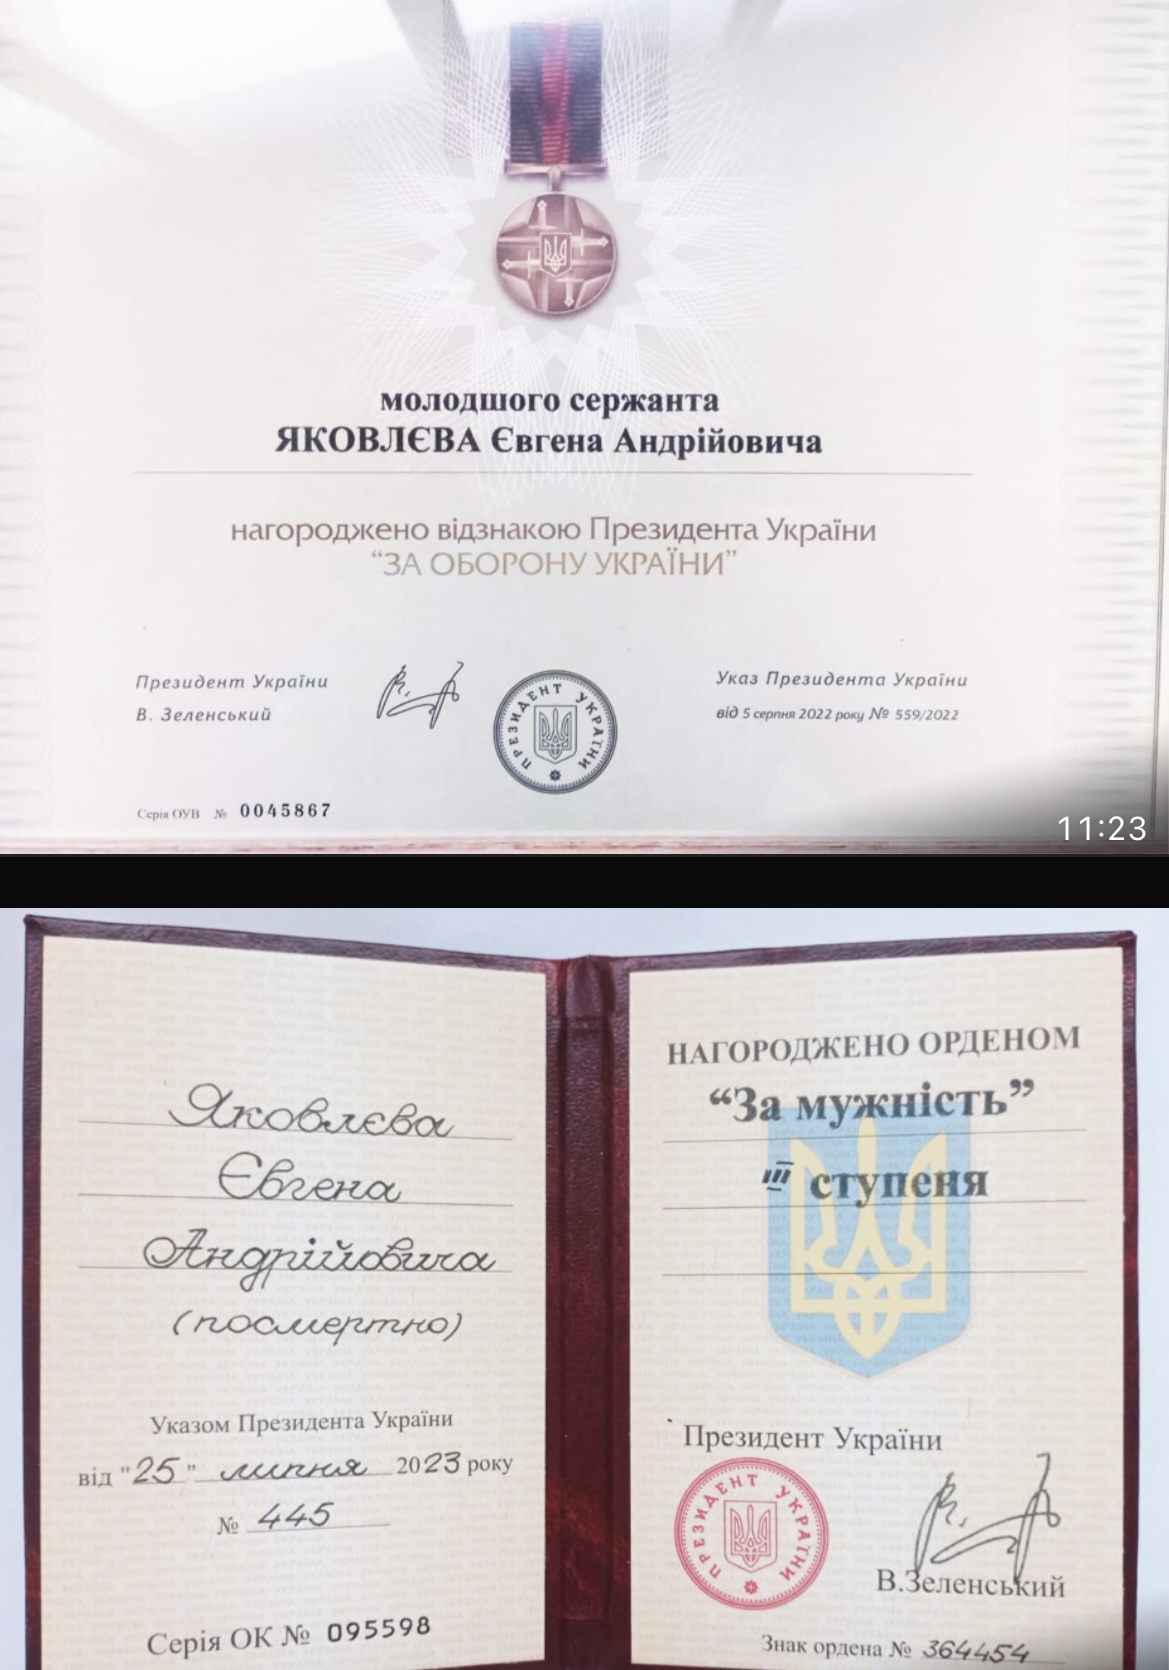 молодшого сержанта
ЯКОВЛЄВА Євгена Андрійовича
нагороджено відзнакою Президента України
“ЗА ОБОРОНУ УКРАЇНИ”
Президент України
В. Зеленський
ПРЕЗИДЕНТ УКРАЇНИ
Указ Президента України
від 5 серпня 2022 року № 559/2022
Серія ОУВ № 0045867
11:23
Яковлєва
Євгена
Андрійовича
(посмертно)
Указом Президента України
від "25" липня 2023 року
№ 445
Серія ОК № 095598
НАГОРОДЖЕНО ОРДЕНОМ
“За мужність”
III ступеня
Президент України
ПРЕЗИДЕНТ УКРАЇНИ
В.Зеленський
Знак ордена № 364454